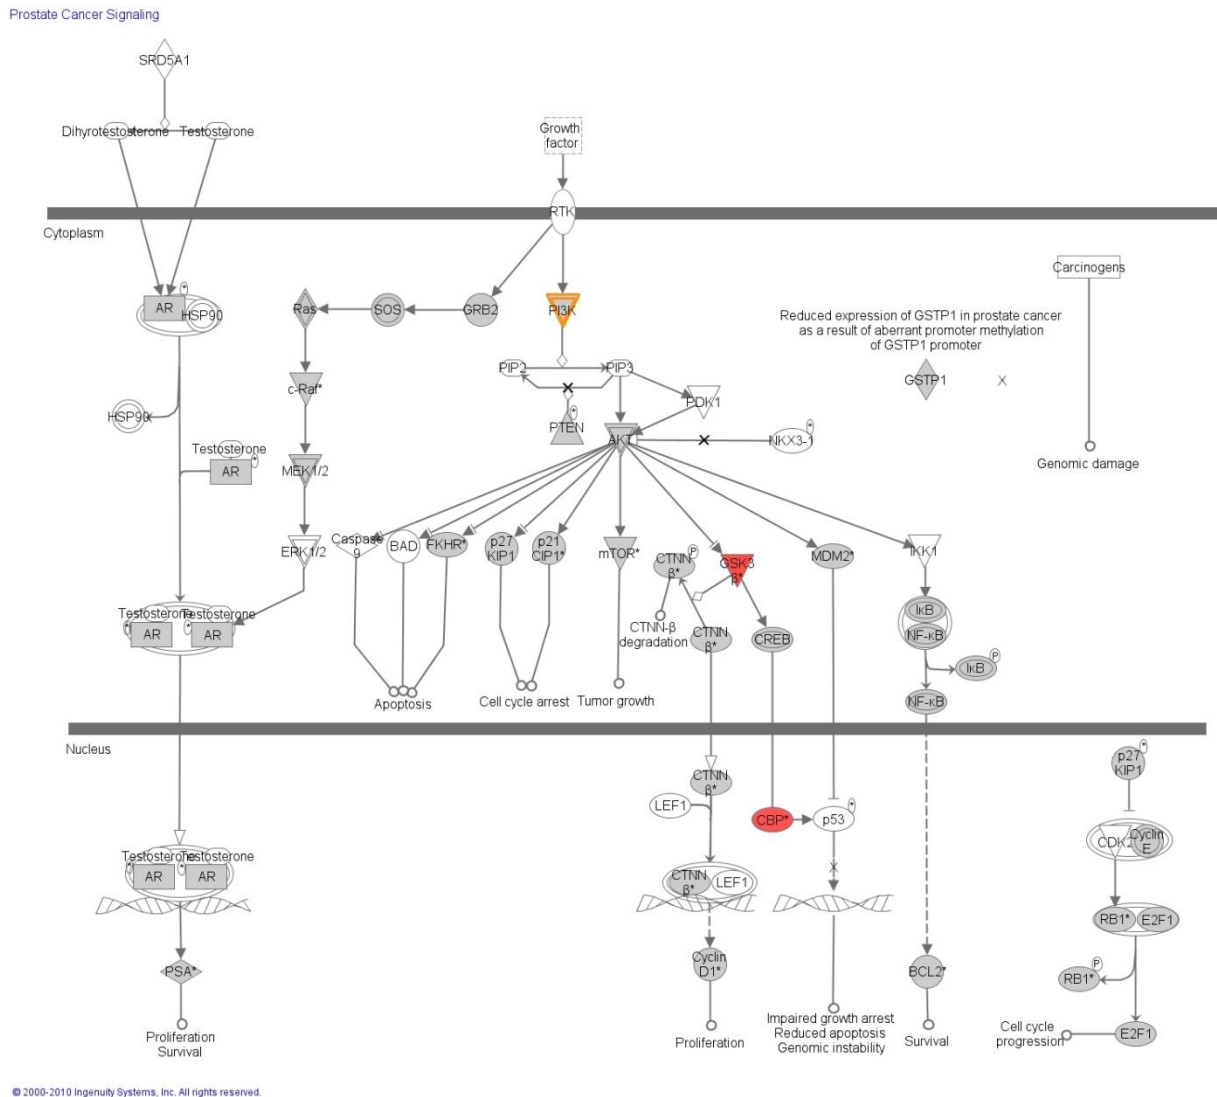 Prostate Cancer Signaling
SRD5A1
Dihyrotestosterone
Testosterone
Growth
factor
RTK
Cytoplasm
Carcinogens
AR
*
HSP90
Ras
SOS
GRB2
PI3K
Reduced expression of GSTP1 in prostate cancer
as a result of aberrant promoter methylation
of GSTP1 promoter
PIP2
PIP3
c-Raf*
GSTP1
X
HSP90
PDK1
*
PTEN
AKT
NKX3-1
*
Testosterone
AR
*
MEK1/2
Genomic damage
ERK1/2
Caspase
9
BAD
FKHR*
p27
KIP1
p21
CIP1*
mTOR*
CTNN
β*
P
GSK3
β*
MDM2*
IKK1
Testosterone
Testosterone
*
AR
*
AR
CTNN-β
degradation
CTNN
β*
CREB
IκB
NF-κB
IκB
P
NF-κB
Apoptosis
Cell cycle arrest
Tumor growth
Nucleus
CTNN
β*
LEF1
CBP*
p53
*
p27
KIP1
*
CDK2
Cyclin
E
Testosterone
Testosterone
*
AR
*
AR
CTNN
β*
LEF1
X
RB1*
E2F1
PSA*
Cyclin
D1*
BCL2*
RB1*
P
E2F1
Proliferation
Survival
Proliferation
Impaired growth arrest
Reduced apoptosis
Genomic instability
Survival
Cell cycle
progression
© 2000-2010 Ingenuity Systems, Inc. All rights reserved.